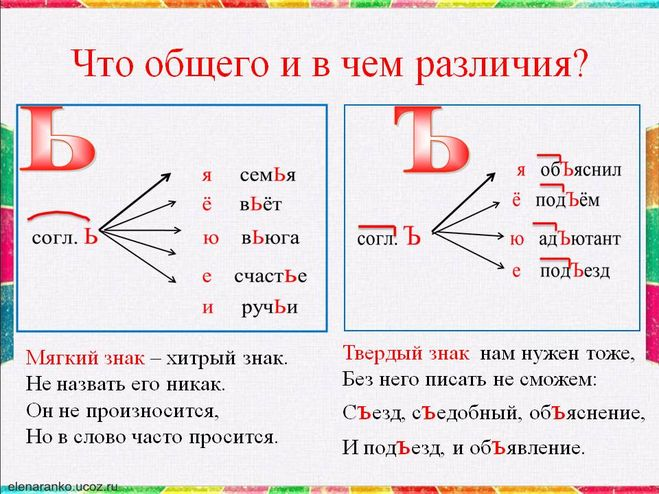 Что общего и в чем различия?
Ь
согл. Ь
я семЬя
ё вЬёт
ю вЬюга
е счастЬе
и ручЬи
Ъ
согл. Ъ
я обЪяснил
ё подЪём
ю адЪютант
е подЪезд
Мягкий знак – хитрый знак.
Не назвать его никак.
Он не произносится,
Но в слово часто просится.
Твердый знак нам нужен тоже,
Без него писать не сможем:
СЪезд, сЪедобный, обЪяснение,
И подЪезд, и обЪявление.
elenaranko.ucoz.ru